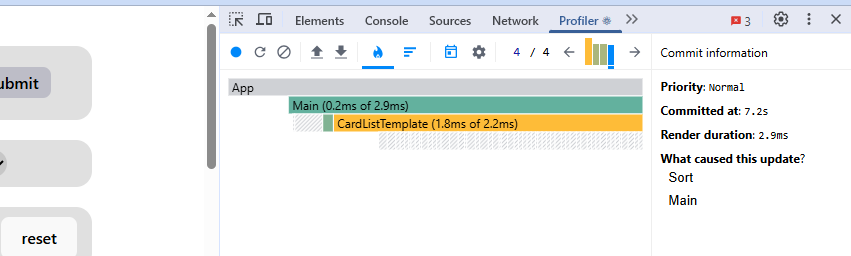 Elements Console Sources Network Profiler 3
4 / 4
Commit information
ubmit
App
Main (0.2ms of 2.9ms)
CardListTemplate (1.8ms of 2.2ms)
Priority: Normal
Committed at: 7.2s
Render duration: 2.9ms
What caused this update?
Sort
Main
reset